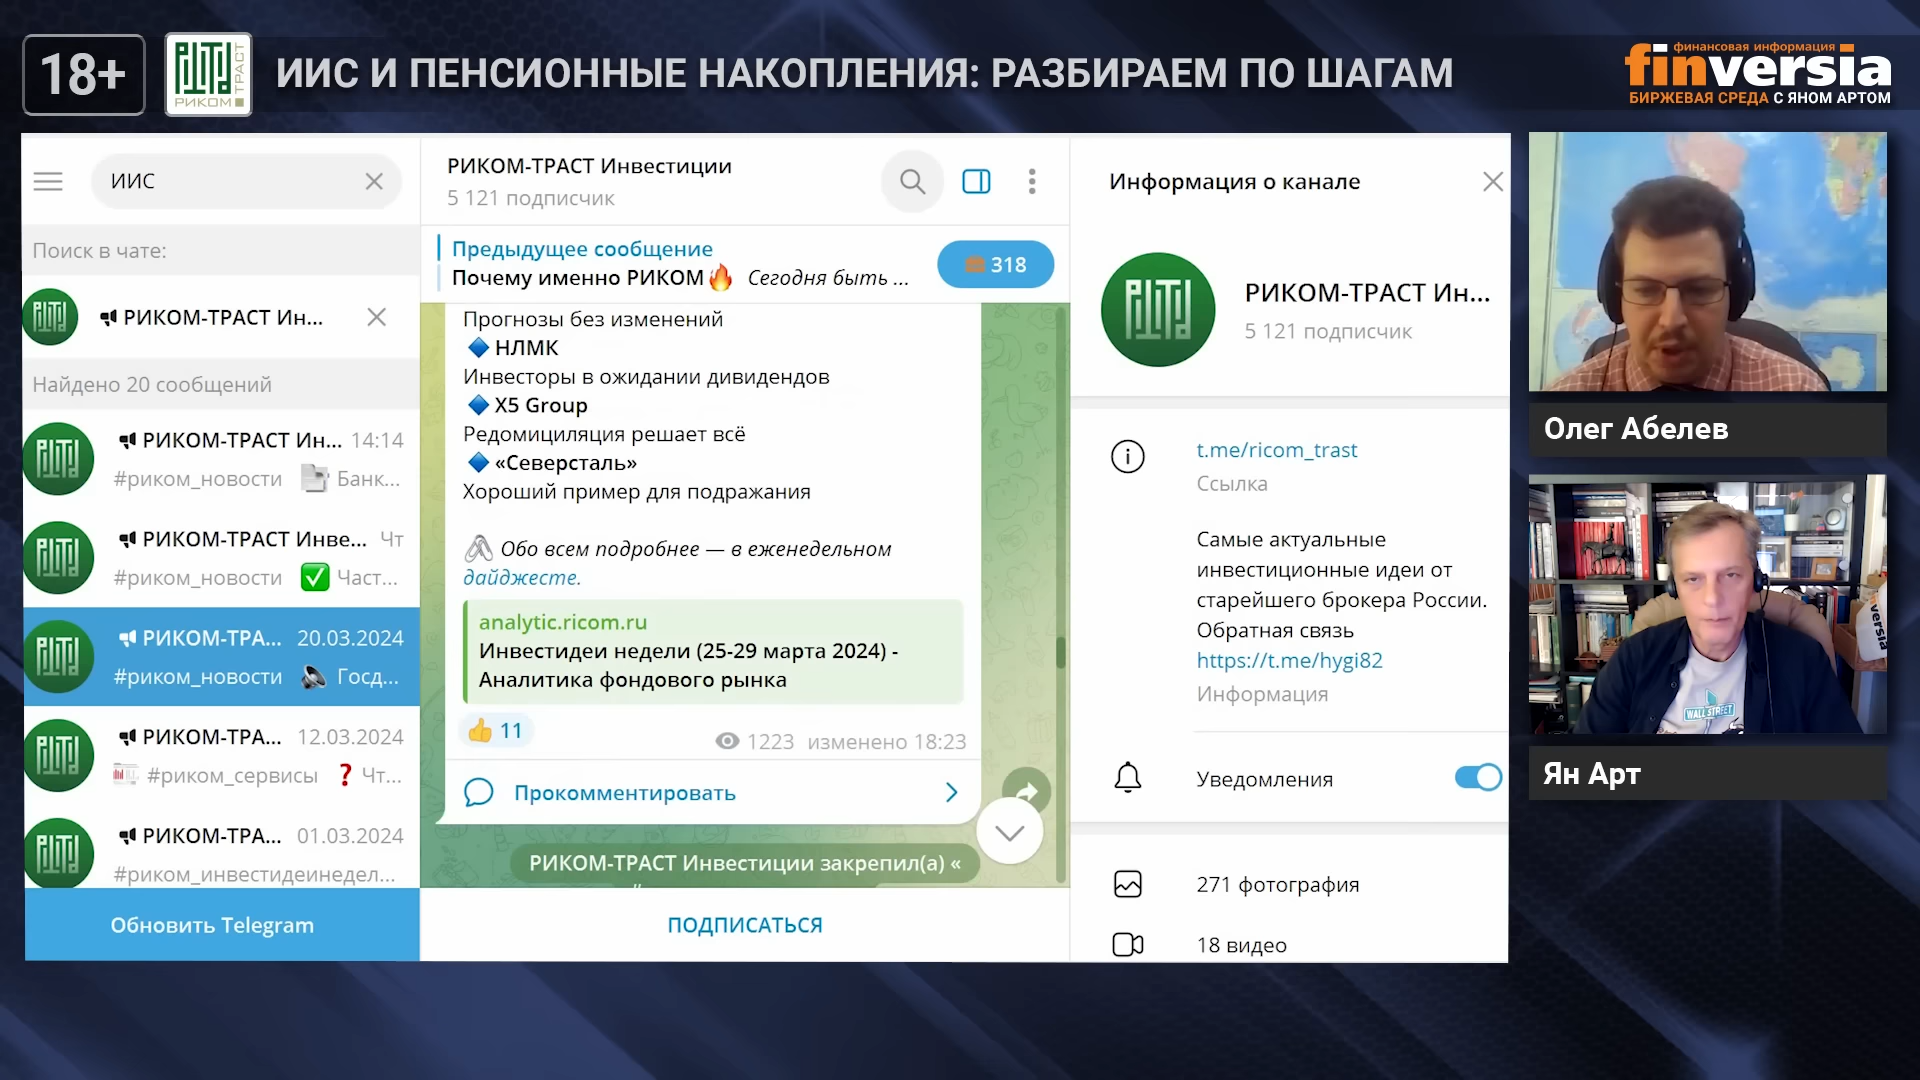 18+
РИКОМ ТРАСТ
ИИС И ПЕНСИОННЫЕ НАКОПЛЕНИЯ: РАЗБИРАЕМ ПО ШАГАМ
финансовая информация
finversia
БИРЖЕВАЯ СРЕДА С ЯНОМ АРТОМ
ИИС
Поиск в чате:
РИКОМ-ТРАСТ Ин...
Найдено 20 сообщений
РИКОМ-ТРАСТ Ин... 14:14
#риком_новости Банк...
РИКОМ-ТРАСТ Инве... Чт
#риком_новости Част...
РИКОМ-ТРА... 20.03.2024
#риком_новости Госд...
РИКОМ-ТРА... 12.03.2024
#риком_сервисы ❓ Чт...
РИКОМ-ТРА... 01.03.2024
#риком_инвестидеинедел...
Обновить Telegram
РИКОМ-ТРАСТ Инвестиции
5 121 подписчик
Предыдущее сообщение
Почему именно РИКОМ🔥 Сегодня быть ...
318
Прогнозы без изменений
🔷 НЛМК
Инвесторы в ожидании дивидендов
🔷 X5 Group
Редомициляция решает всё
🔷 «Северсталь»
Хороший пример для подражания
Обо всем подробнее — в еженедельном
дайджесте.
analytic.ricom.ru
Инвестидеи недели (25-29 марта 2024) -
Аналитика фондового рынка
👍 11
1223 изменено 18:23
Прокомментировать
РИКОМ-ТРАСТ Инвестиции закрепил(а) «
ПОДПИСАТЬСЯ
Информация о канале
РИКОМ-ТРАСТ Ин...
5 121 подписчик
t.me/ricom_trast
Ссылка
Самые актуальные
инвестиционные идеи от
старейшего брокера России.
Обратная связь
https://t.me/hygi82
Информация
Уведомления
271 фотография
18 видео
Олег Абелев
WALL STREET
finversia
Ян Арт